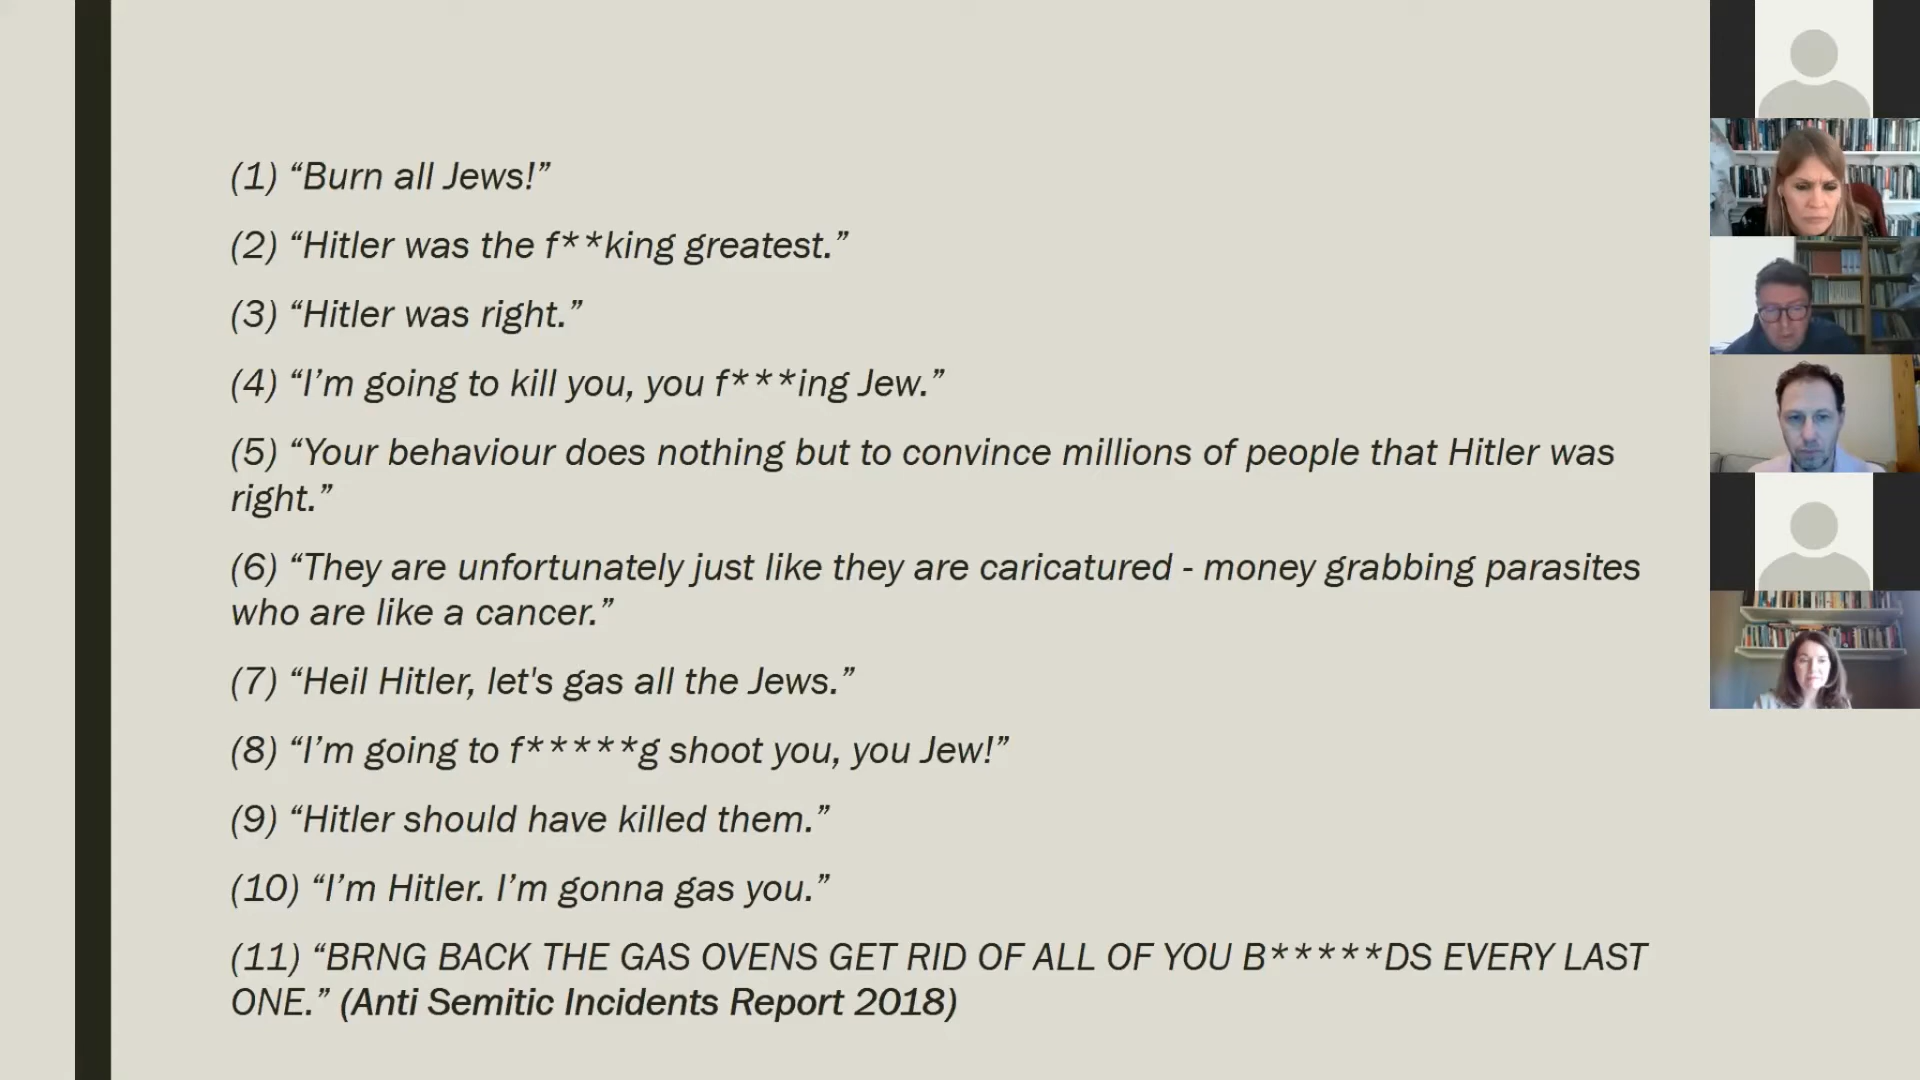 (1) “Burn all Jews!”
(2) “Hitler was the f**king greatest.”
(3) “Hitler was right.”
(4) “I’m going to kill you, you f***ing Jew.”
(5) “Your behaviour does nothing but to convince millions of people that Hitler was
right.”
(6) “They are unfortunately just like they are caricatured - money grabbing parasites
who are like a cancer.”
(7) “Heil Hitler, let's gas all the Jews.”
(8) “I’m going to f*****g shoot you, you Jew!”
(9) “Hitler should have killed them.”
(10) “I’m Hitler. I’m gonna gas you.”
(11) “BRNG BACK THE GAS OVENS GET RID OF ALL OF YOU B*****DS EVERY LAST
ONE.” (Anti Semitic Incidents Report 2018)